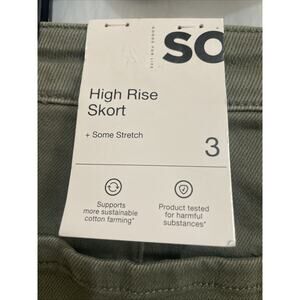 SO
High Rise
Skort
+ Some Stretch
3
Supports
more sustainable
cotton farming*
Product tested
for harmful
substances*